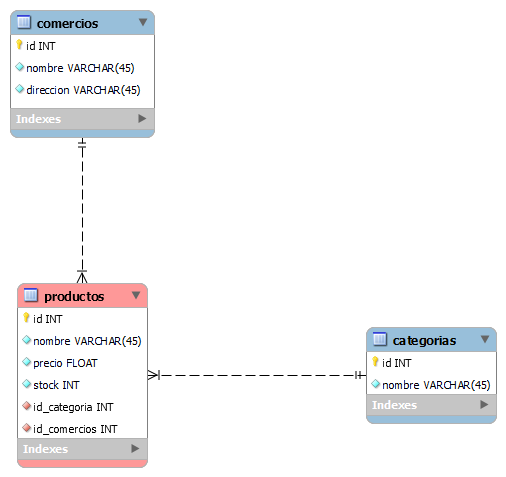 comercios
id INT
nombre VARCHAR(45)
direccion VARCHAR(45)
Indexes
productos
id INT
nombre VARCHAR(45)
precio FLOAT
stock INT
id_categoria INT
id_comercios INT
Indexes
categorias
id INT
nombre VARCHAR(45)
Indexes